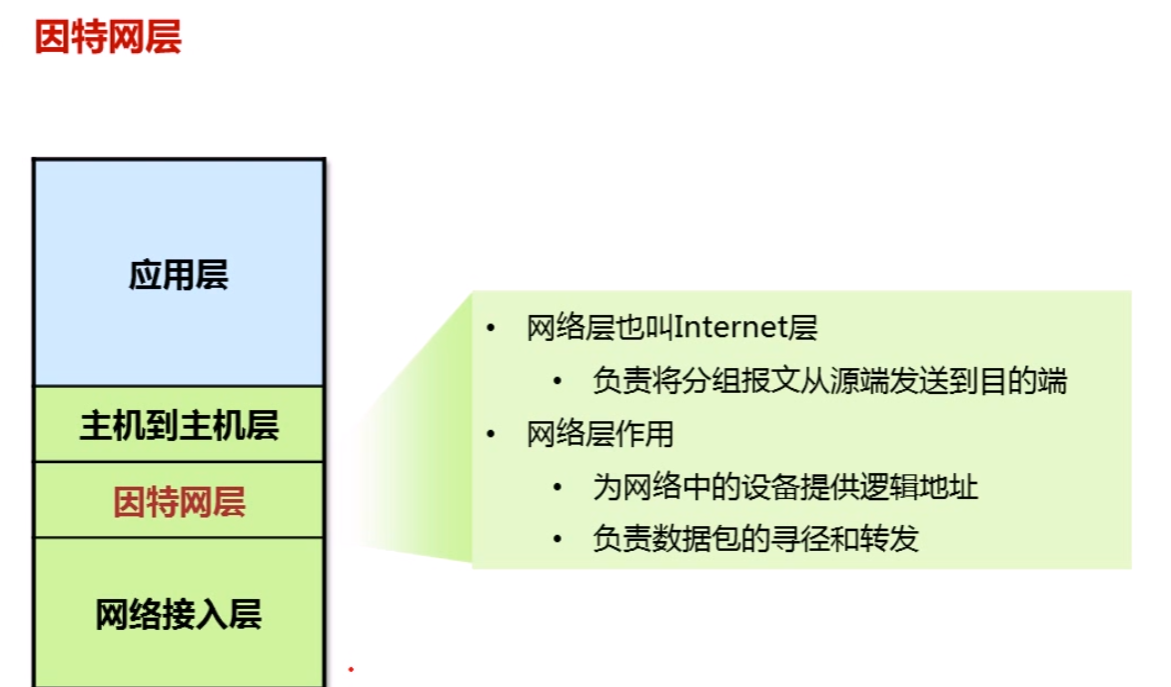 因特网层
应用层
主机到主机层
因特网层
网络接入层
• 网络层也叫Internet层
• 负责将分组报文从源端发送到目的端
• 网络层作用
• 为网络中的设备提供逻辑地址
• 负责数据包的寻径和转发